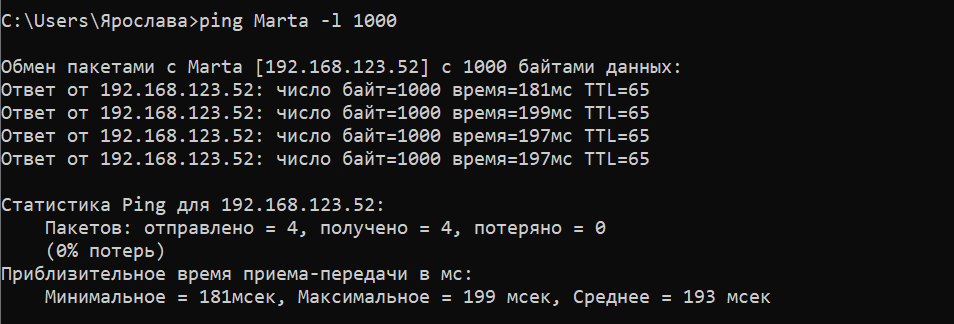 C:\Users\Ярослава>ping Marta -l 1000
Обмен пакетами с Marta [192.168.123.52] с 1000 байтами данных:
Ответ от 192.168.123.52: число байт=1000 время=181мс TTL=65
Ответ от 192.168.123.52: число байт=1000 время=199мс TTL=65
Ответ от 192.168.123.52: число байт=1000 время=197мс TTL=65
Ответ от 192.168.123.52: число байт=1000 время=197мс TTL=65
Статистика Ping для 192.168.123.52:
Пакетов: отправлено = 4, получено = 4, потеряно = 0
(0% потерь)
Приблизительное время приема-передачи в мс:
Минимальное = 181мсек, Максимальное = 199 мсек, Среднее = 193 мсек